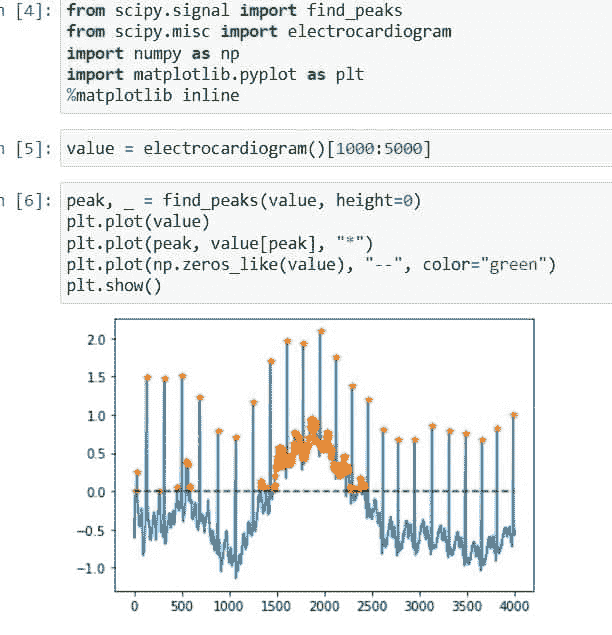 n [4]: from scipy.signal import find_peaks
from scipy.misc import electrocardiogram
import numpy as np
import matplotlib.pyplot as plt
%matplotlib inline
n [5]: value = electrocardiogram()[1000:5000]
n [6]: peak, _ = find_peaks(value, height=0)
plt.plot(value)
plt.plot(peak, value[peak], "*")
plt.plot(np.zeros_like(value), "--", color="green")
plt.show()
2.0
1.5
1.0
0.5
0.0
−0.5
−1.0
0 500 1000 1500 2000 2500 3000 3500 4000